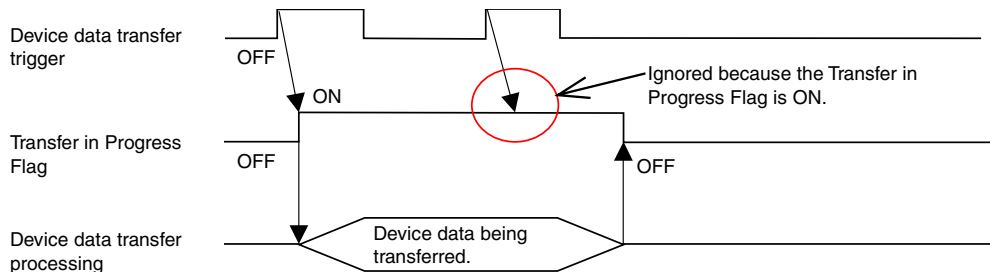 Device data transfer
trigger
OFF
Ignored because the Transfer in
Progress Flag is ON.
ON
Transfer in Progress
Flag
OFF
OFF
Device data transfer
processing
Device data being
transferred.